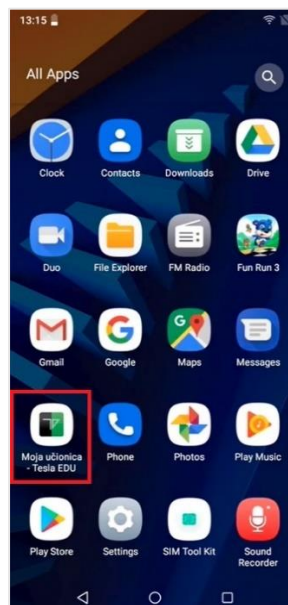 13:15
All Apps
Clock Contacts Downloads Drive
Duo File Explorer FM Radio Fun Run 3
Gmail Google Maps Messages
Moja učionica
- Tesla EDU
Phone Photos Play Music
Play Store Settings SIM Tool Kit Sound
Recorder